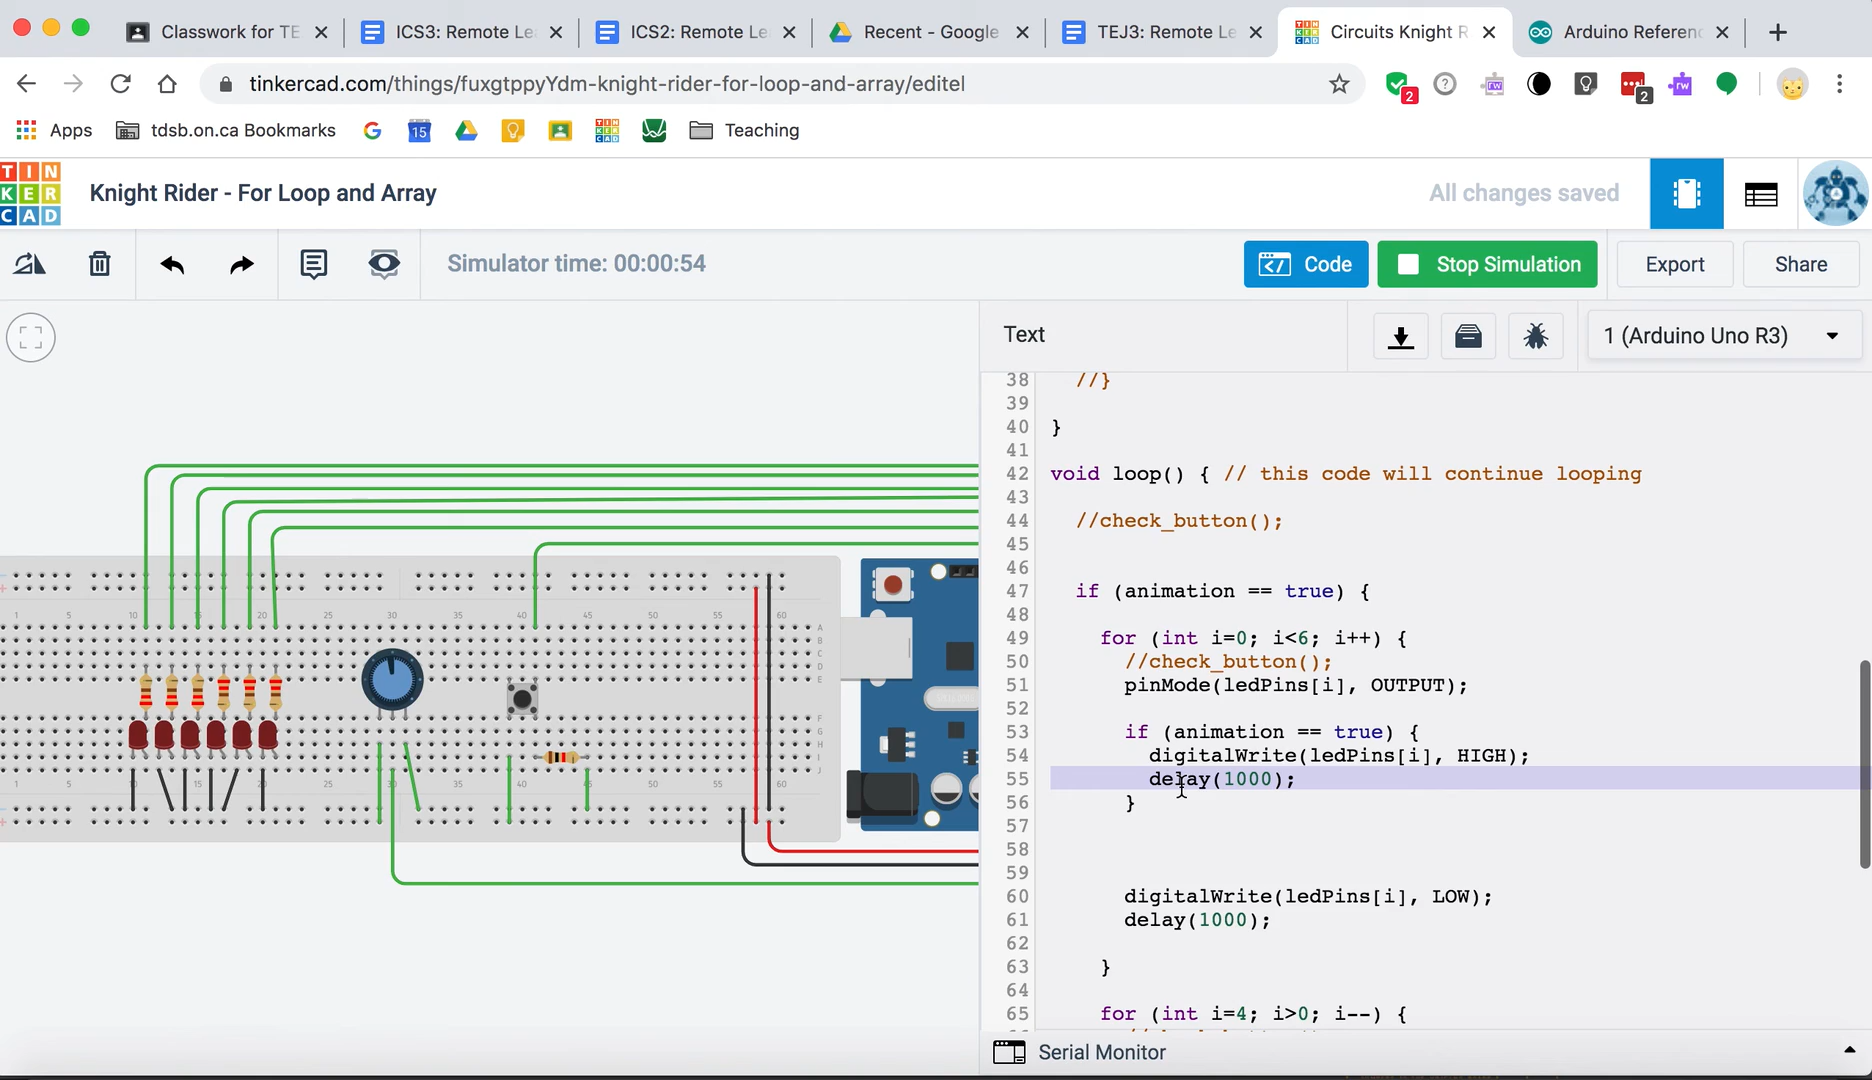 Classwork for TE
ICS3: Remote Le
ICS2: Remote Le
Recent - Google
TEJ3: Remote Le
Circuits Knight R
Arduino Referen
tinkercad.com/things/fuxgtppyYdm-knight-rider-for-loop-and-array/editel
2
2
Apps
tdsb.on.ca Bookmarks
15
Teaching
TIN
KER
CAD
Knight Rider - For Loop and Array
All changes saved
Simulator time: 00:00:54
Code
Stop Simulation
Export
Share
Text
1 (Arduino Uno R3)
38 //}
39
40 }
41
42 void loop() { // this code will continue looping
43
44 //check_button();
45
46
47 if (animation == true) {
48
49 for (int i=0; i<6; i++) {
50 //check_button();
51 pinMode(ledPins[i], OUTPUT);
52
53 if (animation == true) {
54 digitalWrite(ledPins[i], HIGH);
55 delay(1000);
56 }
57
58
59
60 digitalWrite(ledPins[i], LOW);
61 delay(1000);
62
63 }
64
65 for (int i=4; i>0; i--) {
Serial Monitor